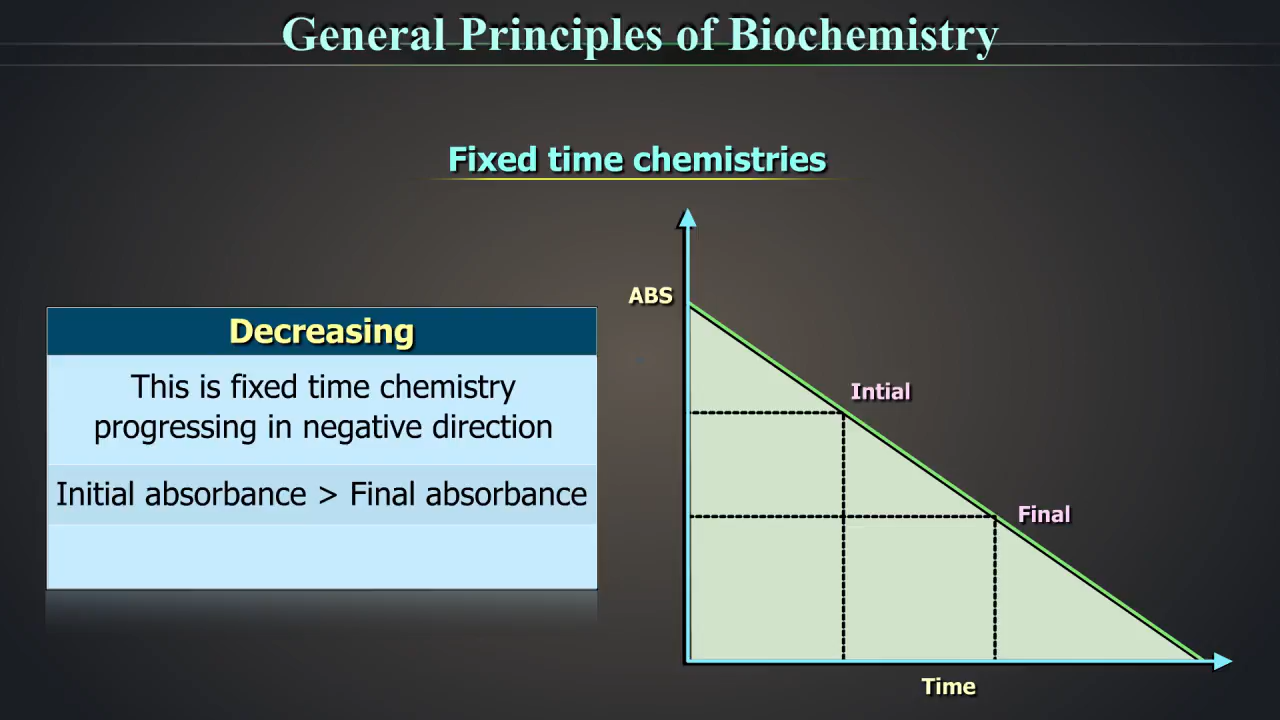 General Principles of Biochemistry
Fixed time chemistries
Decreasing
This is fixed time chemistry
progressing in negative direction
Initial absorbance > Final absorbance
ABS
Intial
Final
Time